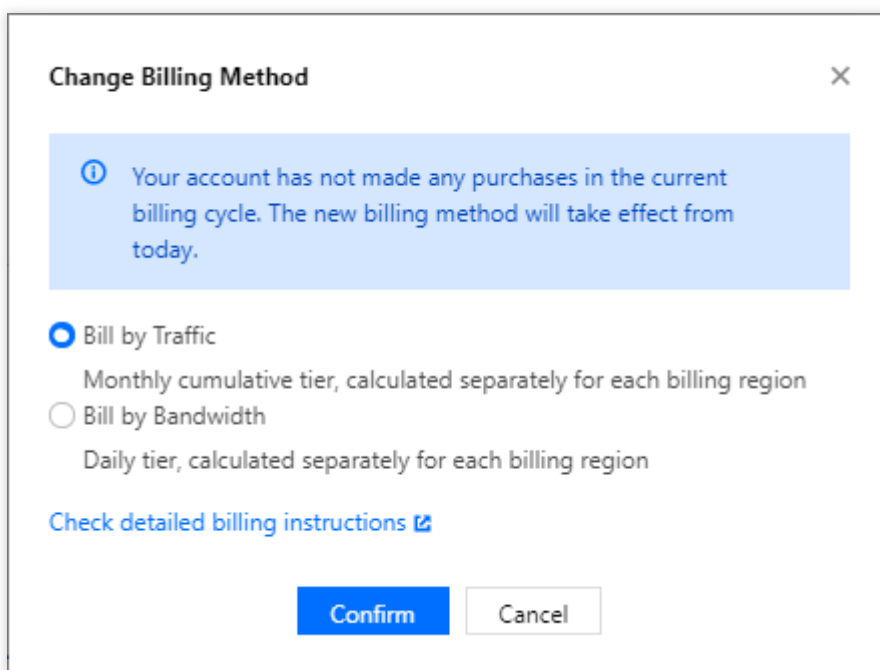 Change Billing Method
Your account has not made any purchases in the current
billing cycle. The new billing method will take effect from
today.
Bill by Traffic
Monthly cumulative tier, calculated separately for each billing region
Bill by Bandwidth
Daily tier, calculated separately for each billing region
Check detailed billing instructions
Confirm
Cancel